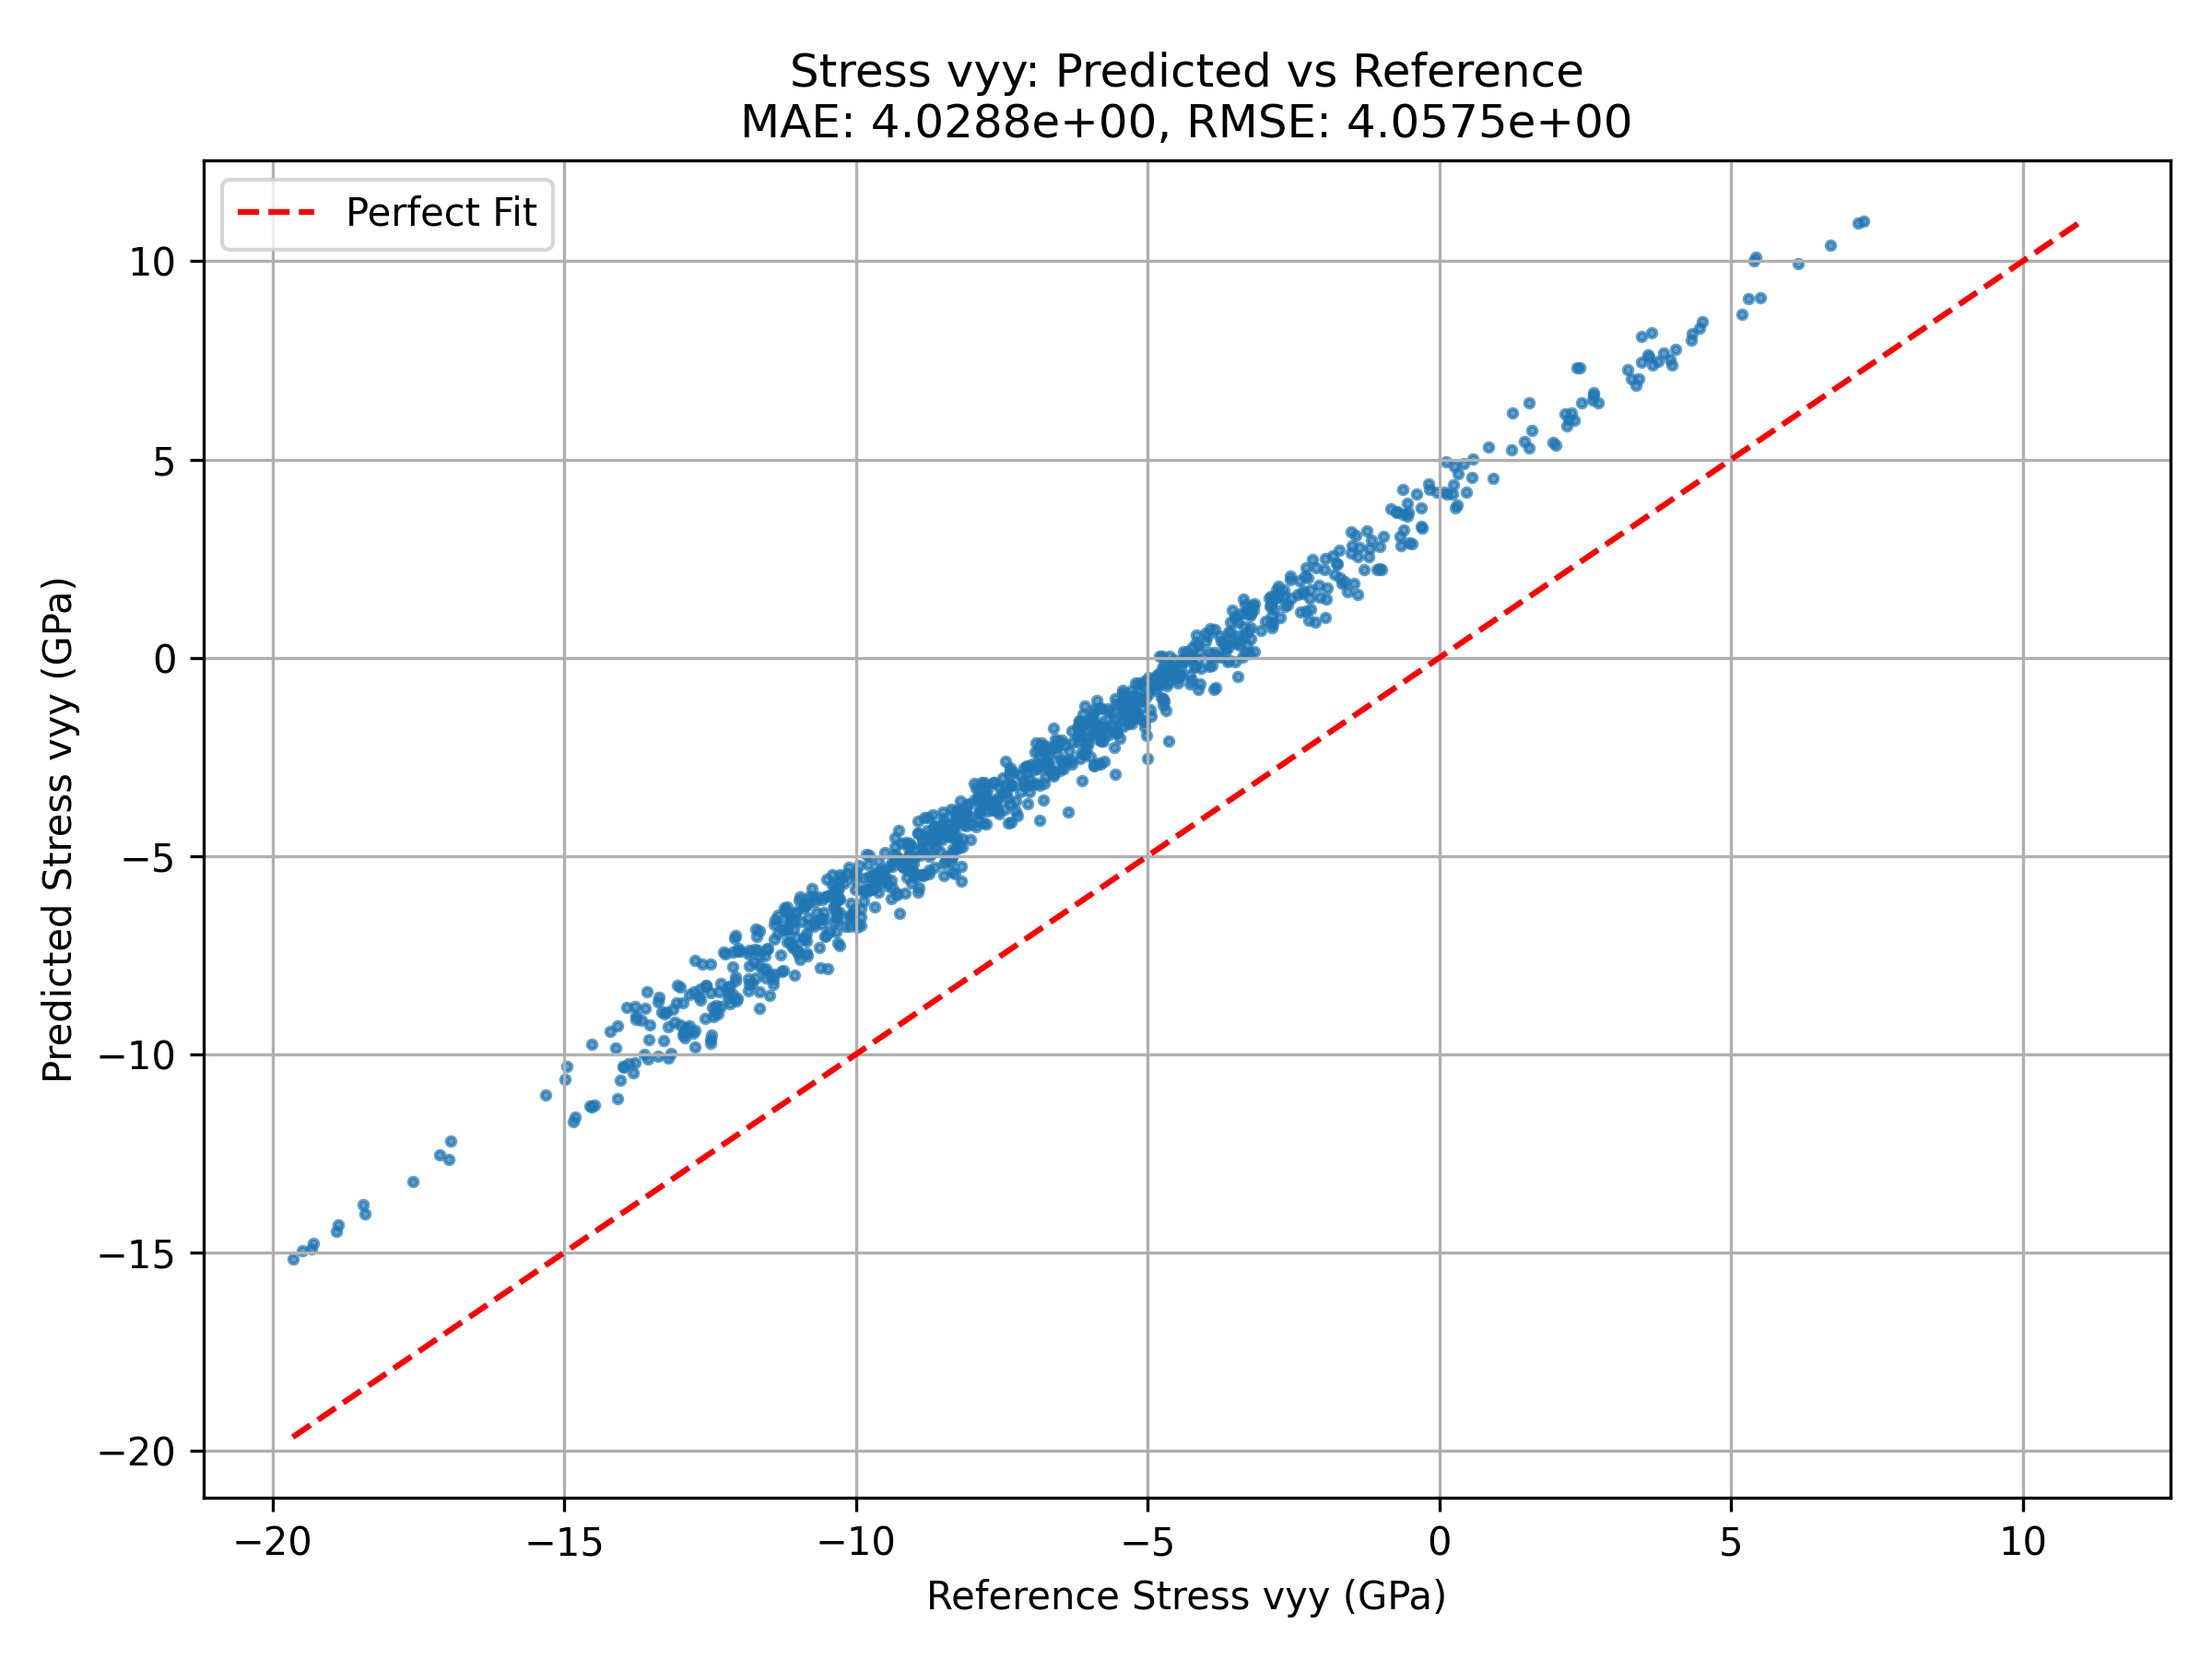 Stress vyy: Predicted vs Reference
MAE: 4.0288e+00, RMSE: 4.0575e+00
Perfect Fit
10
5
0
−5
−10
−15
−20
Predicted Stress vyy (GPa)
−20 −15 −10 −5 0 5 10
Reference Stress vyy (GPa)